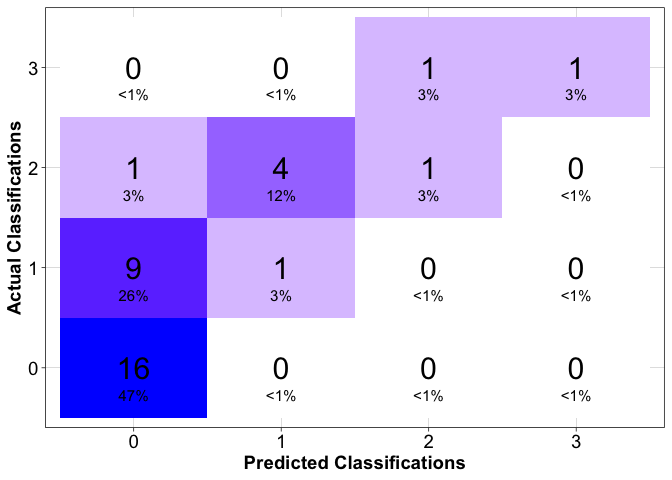 3
0 0 1 1
<1% <1% 3% 3%
2
1 4 1 0
3% 12% 3% <1%
1
9 1 0 0
26% 3% <1% <1%
0
16 0 0 0
47% <1% <1% <1%
0 1 2 3
Predicted Classifications
Actual Classifications